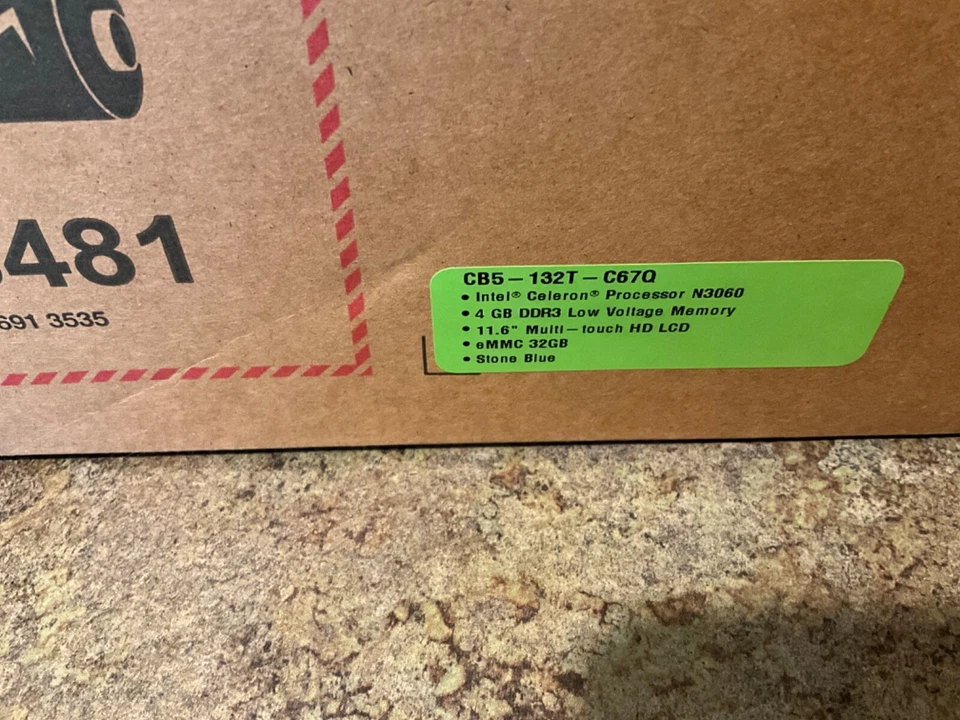 481
691 3535
CB5-132T-C67Q
• Intel® Celeron® Processor N3060
• 4 GB DDR3 Low Voltage Memory
• 11.6" Multi-touch HD LCD
• eMMC 32GB
• Stone Blue